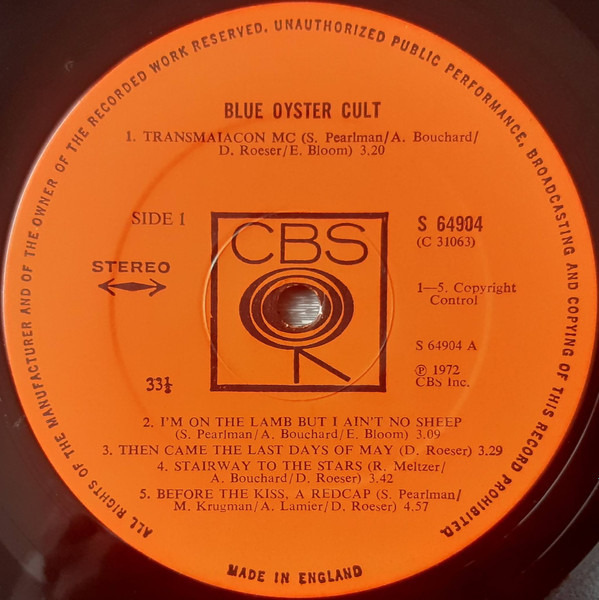 ALL RIGHTS OF THE MANUFACTURER AND OF THE OWNER OF THE RECORDED WORK RESERVED. UNAUTHORIZED PUBLIC PERFORMANCE, BROADCASTING AND COPYING OF THIS RECORD PROHIBITED.
BLUE OYSTER CULT
1. TRANSMAIACON MC (S. Pearlman/A. Bouchard/
D. Roeser/E. Bloom) 3.20
SIDE 1
CBS
S 64904
(C 31063)
STEREO
1—5. Copyright
Control
S 64904 A
33⅓
℗ 1972
CBS Inc.
2. I'M ON THE LAMB BUT I AIN'T NO SHEEP
(S. Pearlman/A. Bouchard/E. Bloom) 3.09
3. THEN CAME THE LAST DAYS OF MAY (D. Roeser) 3.29
4. STAIRWAY TO THE STARS (R. Meltzer/
A. Bouchard/D. Roeser) 3.42
5. BEFORE THE KISS, A REDCAP (S. Pearlman/
M. Krugman/A. Lamier/D. Roeser) 4.57
MADE IN ENGLAND